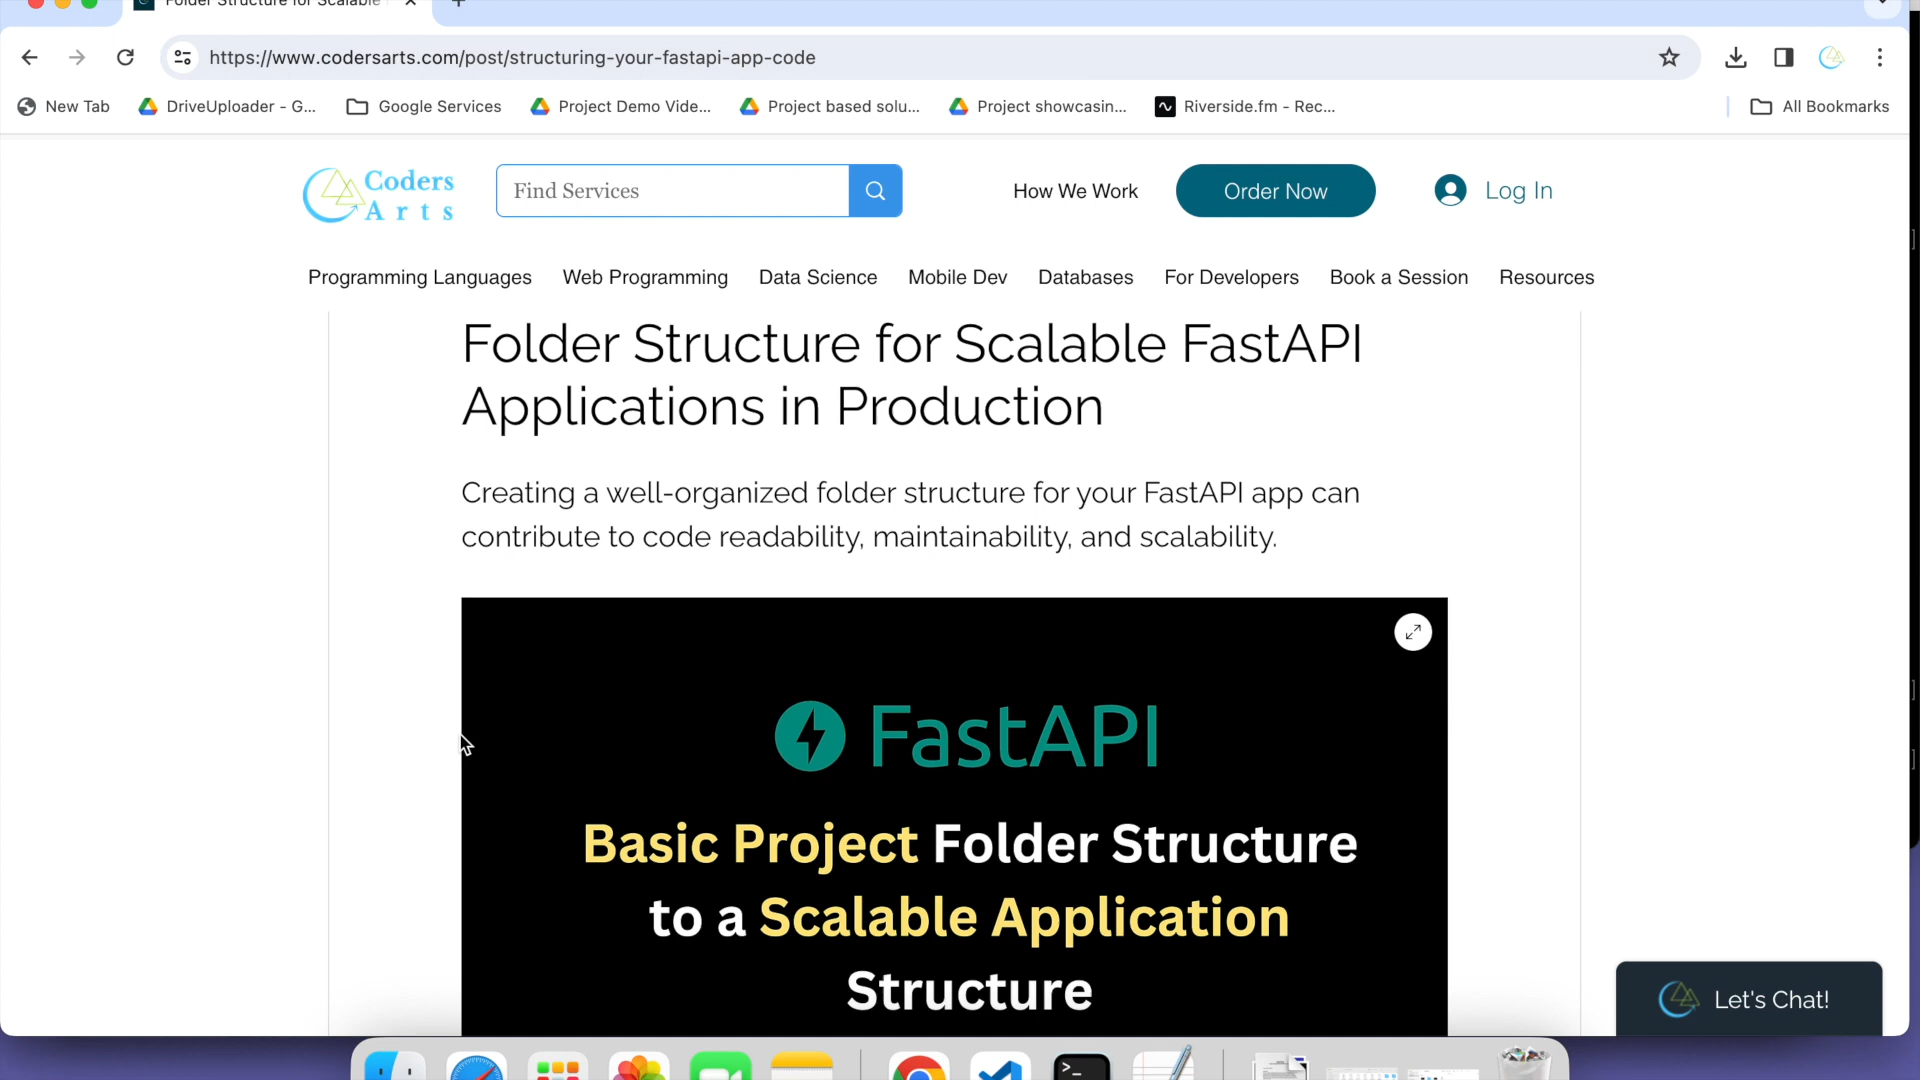 Folder Structure for Scalable
https://www.codersarts.com/post/structuring-your-fastapi-app-code
New Tab
DriveUploader - G...
Google Services
Project Demo Vide...
Project based solu...
Project showcasin...
Riverside.fm - Rec...
All Bookmarks
Coders
Arts
Find Services
How We Work
Order Now
Log In
Programming Languages
Web Programming
Data Science
Mobile Dev
Databases
For Developers
Book a Session
Resources
Folder Structure for Scalable FastAPI
Applications in Production
Creating a well-organized folder structure for your FastAPI app can
contribute to code readability, maintainability, and scalability.
FastAPI
Basic Project Folder Structure
to a Scalable Application
Structure
Let's Chat!